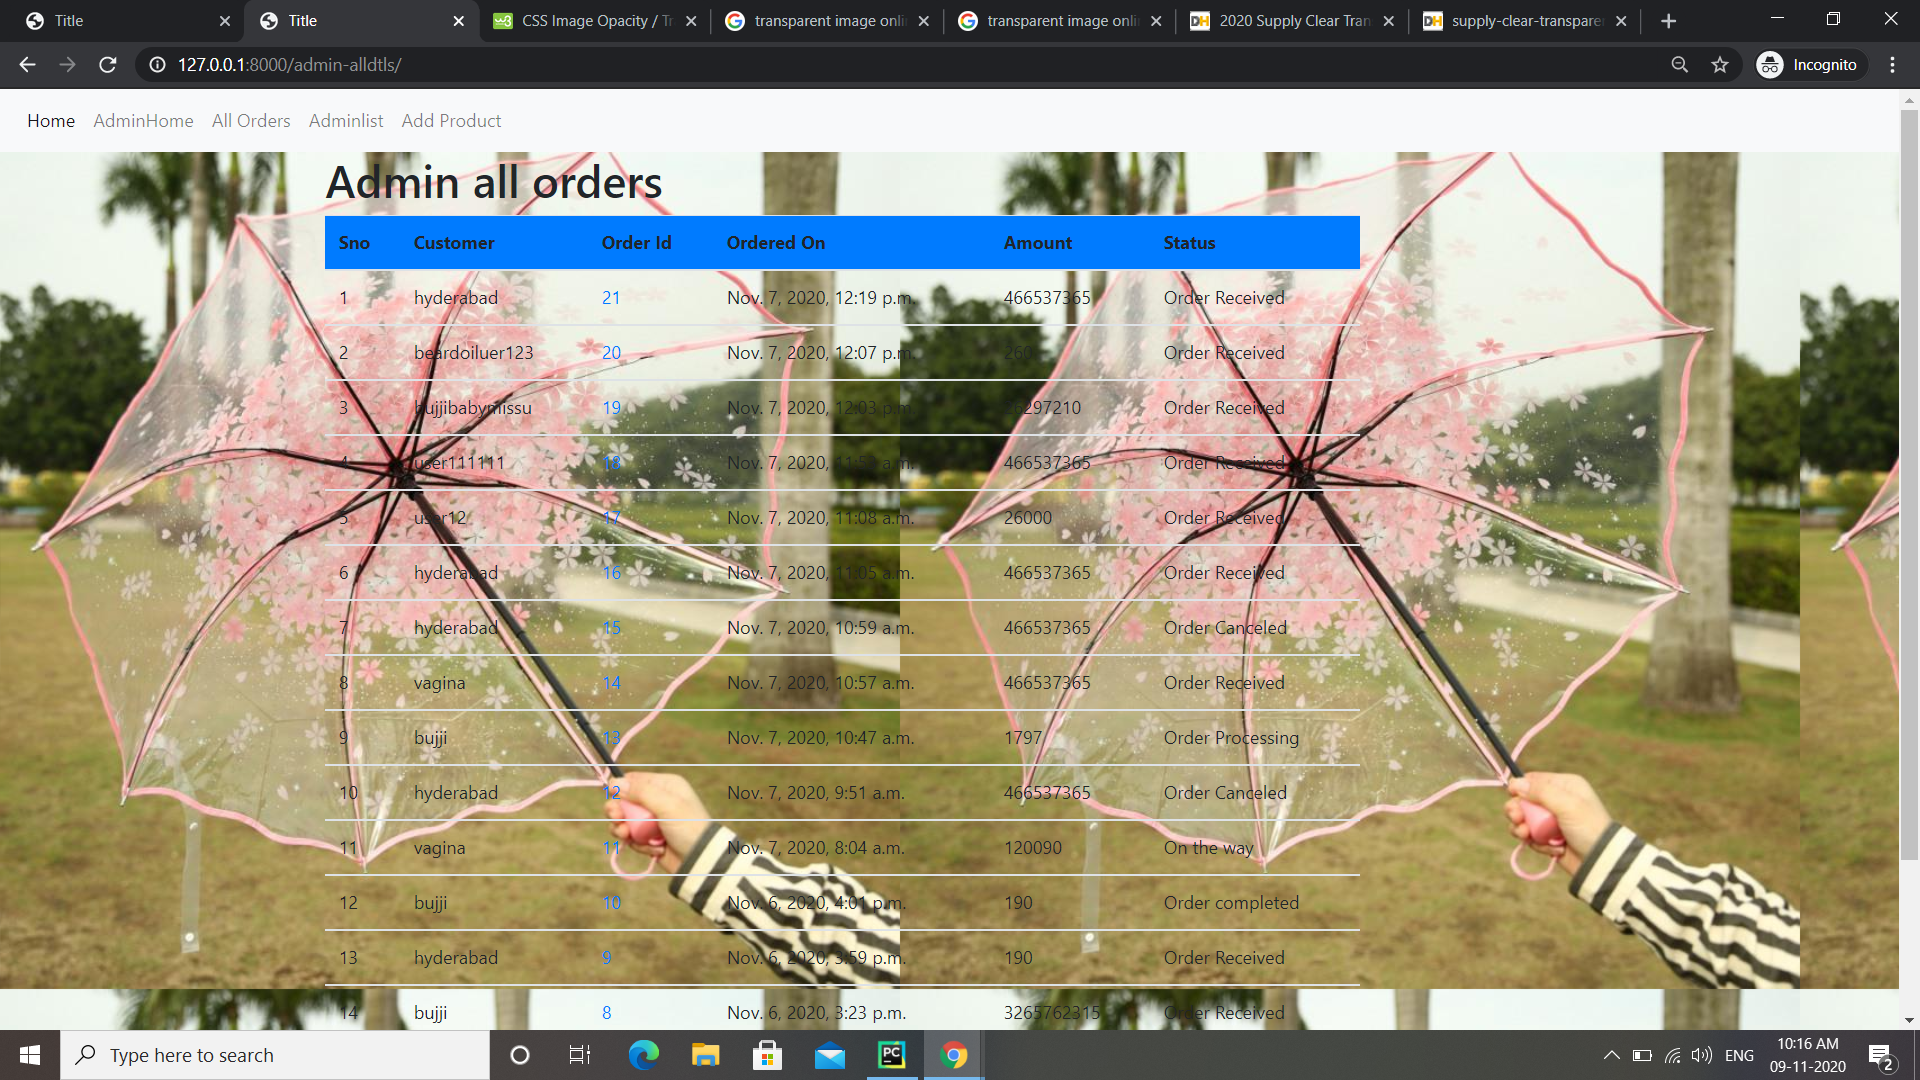 Title
Title
CSS Image Opacity / Tr
transparent image onli
transparent image onli
2020 Supply Clear Tran
supply-clear-transparen
127.0.0.1:8000/admin-alldtls/
Incognito
Home AdminHome All Orders Adminlist Add Product
Admin all orders
Sno Customer Order Id Ordered On Amount Status
1 hyderabad 21 Nov. 7, 2020, 12:19 p.m. 466537365 Order Received
2 beardoiluer123 20 Nov. 7, 2020, 12:07 p.m. Order Received
3 bujjibabymissu 19 Nov. 7, 2020, 12:03 p.m. Order Received
4 user111111 18 Nov. 7, 2020, a.m. 466537365 Order Received
5 user12 17 Nov. 7, 2020, 11:08 a.m. 26000 Order Received
6 hyderabad 16 Nov. 7, 2020, 11:05 a.m. 466537365 Order Received
7 hyderabad 15 Nov. 7, 2020, 10:59 a.m. 466537365 Order Canceled
8 vagina 14 Nov. 7, 2020, 10:57 a.m. 466537365 Order Received
9 bujji 13 Nov. 7, 2020, 10:47 a.m. 1797 Order Processing
10 hyderabad 12 Nov. 7, 2020, 9:51 a.m. 466537365 Order Canceled
11 vagina 11 Nov. 7, 2020, 8:04 a.m. 120090 On the way
12 bujji 10 Nov. 6, 2020, 4:01 p.m. 190 Order completed
13 hyderabad 9 Nov. 6, 2020, 3:59 p.m. 190 Order Received
14 bujji 8 Nov. 6, 2020, 3:23 p.m. 3265762315 Order Received
Type here to search
ENG
10:16 AM
09-11-2020
2